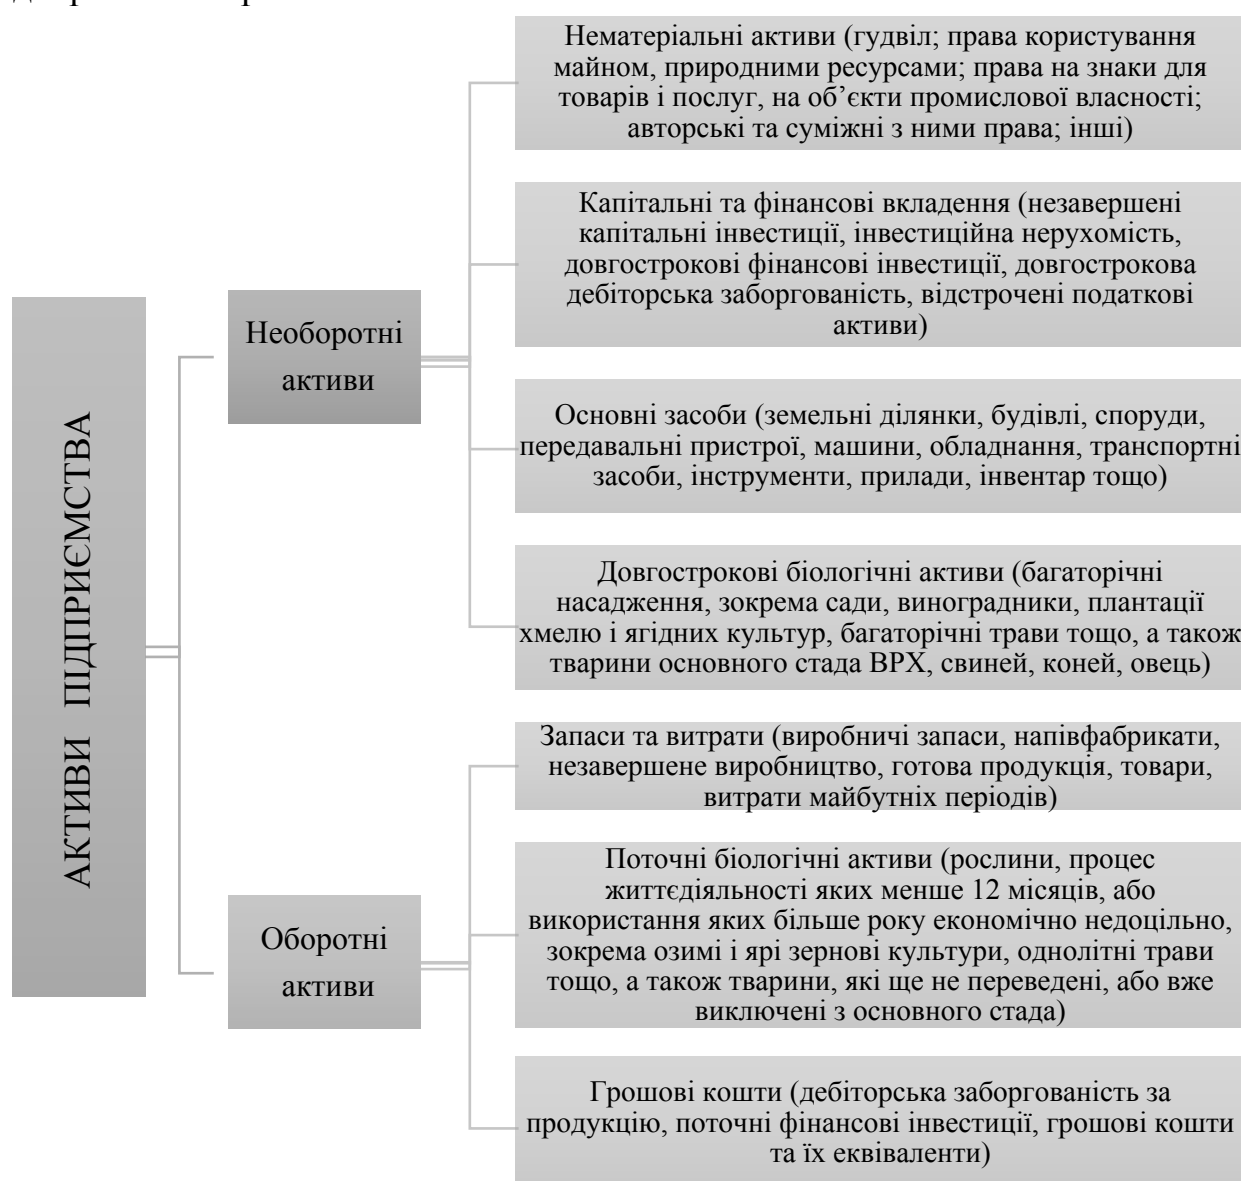 АКТИВИ ПІДПРИЄМСТВА
Необоротні
активи
Нематеріальні активи (гудвіл; права користування
майном, природними ресурсами; права на знаки для
товарів і послуг, на об’єкти промислової власності;
авторські та суміжні з ними права; інші)
Капітальні та фінансові вкладення (незавершені
капітальні інвестиції, інвестиційна нерухомість,
довгострокові фінансові інвестиції, довгострокова
дебіторська заборгованість, відстрочені податкові
активи)
Основні засоби (земельні ділянки, будівлі, споруди,
передавальні пристрої, машини, обладнання, транспортні
засоби, інструменти, прилади, інвентар тощо)
Довгострокові біологічні активи (багаторічні
насадження, зокрема сади, виноградники, плантації
хмелю і ягідних культур, багаторічні трави тощо, а також
тварини основного стада ВРХ, свиней, коней, овець)
Оборотні
активи
Запаси та витрати (виробничі запаси, напівфабрикати,
незавершене виробництво, готова продукція, товари,
витрати майбутніх періодів)
Поточні біологічні активи (рослини, процес
життєдіяльності яких менше 12 місяців, або
використання яких більше року економічно недоцільно,
зокрема озимі і ярі зернові культури, однолітні трави
тощо, а також тварини, які ще не переведені, або вже
виключені з основного стада)
Грошові кошти (дебіторська заборгованість за
продукцію, поточні фінансові інвестиції, грошові кошти
та їх еквіваленти)